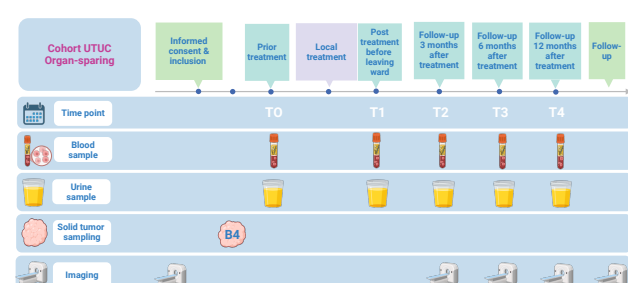 Cohort UTUC
Organ-sparing
Informed
consent &
inclusion
Prior
treatment
Local
treatment
Post
treatment
before
leaving
ward
Follow-up
3 months
after
treatment
Follow-up
6 months
after
treatment
Follow-up
12 months
after
treatment
Follow-
up
Time point
T0 T1 T2 T3 T4
Blood
sample
Urine
sample
Solid tumor
sampling
B4
Imaging